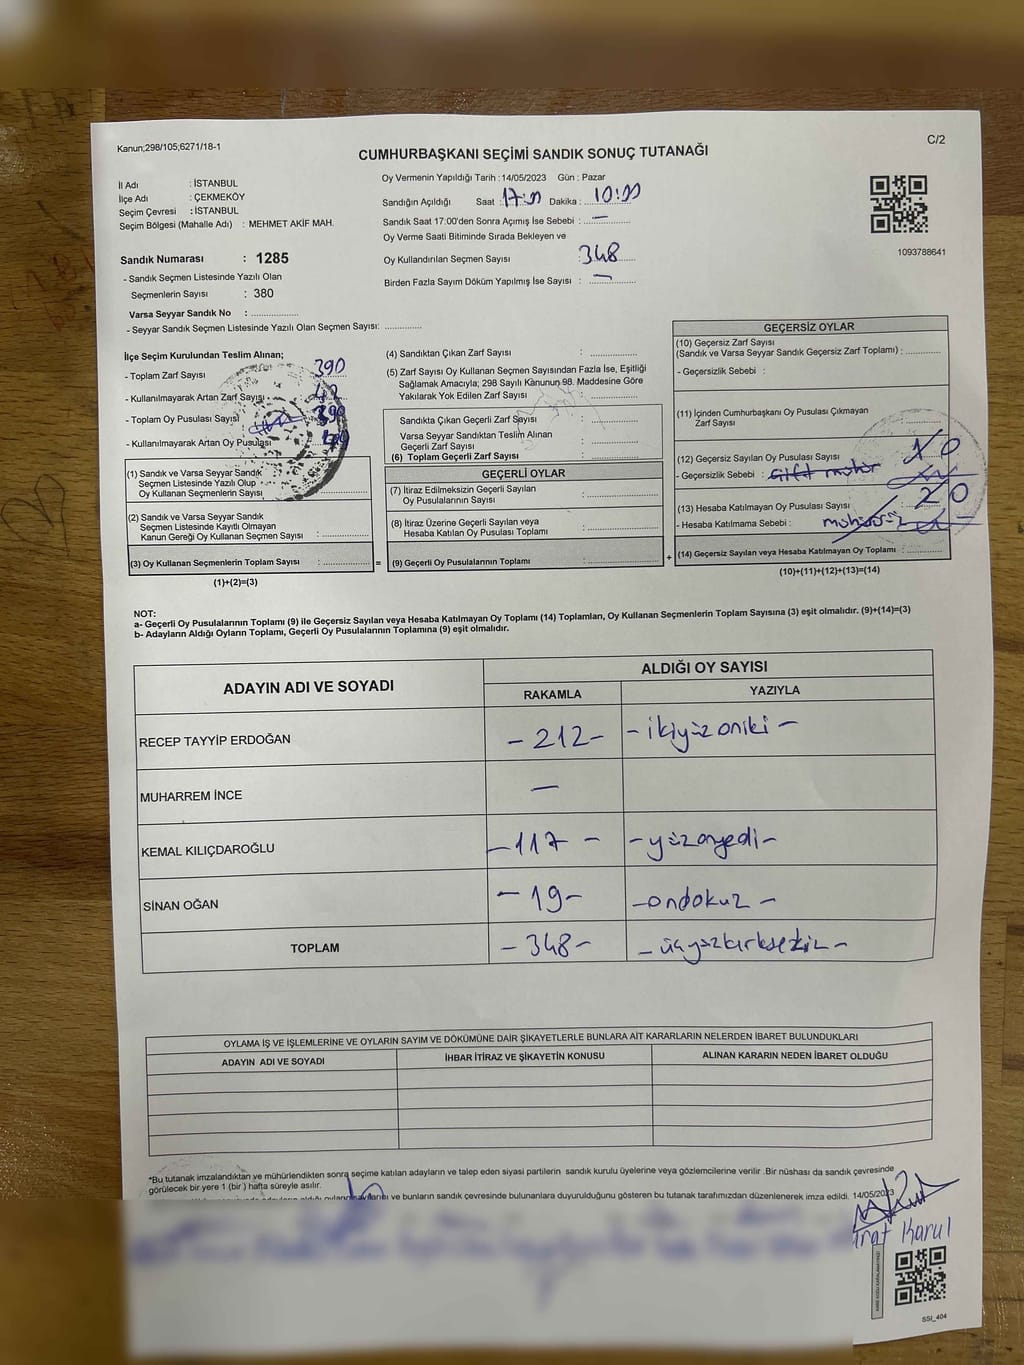 Kanun;298/105;6271/18-1
C/2
CUMHURBAŞKANI SEÇİMİ SANDIK SONUÇ TUTANAĞI
İl Adı : İSTANBUL
İlçe Adı : ÇEKMEKÖY
Seçim Çevresi : İSTANBUL
Seçim Bölgesi (Mahalle Adı) : MEHMET AKİF MAH.
Oy Vermenin Yapıldığı Tarih : 14/05/2023 Gün : Pazar
Sandığın Açıldığı Saat : 17:00 Dakika : 10:00
Sandık Saat 17:00'den Sonra Açımış İse Sebebi : —
Oy Verme Saati Bitiminde Sırada Bekleyen ve
Oy Kullandırılan Seçmen Sayısı : 348
Birden Fazla Sayım Döküm Yapılmış İse Sayısı : —
1093788641
Sandık Numarası : 1285
- Sandık Seçmen Listesinde Yazılı Olan
Seçmenlerin Sayısı : 380
Varsa Seyyar Sandık No : ..............
- Seyyar Sandık Seçmen Listesinde Yazılı Olan Seçmen Sayısı: ..............
İlçe Seçim Kurulundan Teslim Alınan;
- Toplam Zarf Sayısı 390
- Kullanılmayarak Artan Zarf Sayısı 42
- Toplam Oy Pusulası Sayısı 390
- Kullanılmayarak Artan Oy Pusulası
(1) Sandık ve Varsa Seyyar Sandık
Seçmen Listesinde Yazılı Olup
Oy Kullanan Seçmenlerin Sayısı
(2) Sandık ve Varsa Seyyar Sandık
Seçmen Listesinde Kayıtlı Olmayan
Kanun Gereği Oy Kullanan Seçmen Sayısı :
(3) Oy Kullanan Seçmenlerin Toplam Sayısı :
=
(1)+(2)=(3)
(4) Sandıktan Çıkan Zarf Sayısı :
(5) Zarf Sayısı Oy Kullanan Seçmen Sayısından Fazla İse, Eşitliği
Sağlamak Amacıyla; 298 Sayılı Kanunun 98. Maddesine Göre
Yakılarak Yok Edilen Zarf Sayısı :
Sandıkta Çıkan Geçerli Zarf Sayısı :
Varsa Seyyar Sandıktan Teslim Alınan
Geçerli Zarf Sayısı :
(6) Toplam Geçerli Zarf Sayısı :
GEÇERLİ OYLAR
(7) İtiraz Edilmeksizin Geçerli Sayılan
Oy Pusulalarının Sayısı :
(8) İtiraz Üzerine Geçerli Sayılan veya
Hesaba Katılan Oy Pusulası Toplamı :
(9) Geçerli Oy Pusulalarının Toplamı :
+
GEÇERSİZ OYLAR
(10) Geçersiz Zarf Sayısı
(Sandık ve Varsa Seyyar Sandık Geçersiz Zarf Toplamı) :
- Geçersizlik Sebebi :
(11) İçinden Cumhurbaşkanı Oy Pusulası Çıkmayan
Zarf Sayısı
(12) Geçersiz Sayılan Oy Pusulası Sayısı
- Geçersizlik Sebebi : Çift mühür
(13) Hesaba Katılmayan Oy Pusulası Sayısı 20
- Hesaba Katılmama Sebebi : mühürsüz
(14) Geçersiz Sayılan veya Hesaba Katılmayan Oy Toplamı :
(10)+(11)+(12)+(13)=(14)
NOT:
a- Geçerli Oy Pusulalarının Toplamı (9) ile Geçersiz Sayılan veya Hesaba Katılmayan Oy Toplamı (14) Toplamları, Oy Kullanan Seçmenlerin Toplam Sayısına (3) eşit olmalıdır. (9)+(14)=(3)
b- Adayların Aldığı Oyların Toplamı, Geçerli Oy Pusulalarının Toplamına (9) eşit olmalıdır.
ADAYIN ADI VE SOYADI
ALDIĞI OY SAYISI
RAKAMLA YAZIYLA
RECEP TAYYİP ERDOĞAN – 212 – – ikiyüzoniki –
MUHARREM İNCE —
KEMAL KILIÇDAROĞLU – 117 – – yüzonyedi –
SİNAN OĞAN – 19 – – ondokuz –
TOPLAM – 348 – – üçyüzkırksekiz –
OYLAMA İŞ VE İŞLEMLERİNE VE OYLARIN SAYIM VE DÖKÜMÜNE DAİR ŞİKAYETLERLE BUNLARA AİT KARARLARIN NELERDEN İBARET BULUNDUKLARI
ADAYIN ADI VE SOYADI İHBAR İTİRAZ VE ŞİKAYETİN KONUSU ALINAN KARARIN NEDEN İBARET OLDUĞU
*Bu tutanak imzalandıktan ve mühürlendikten sonra seçime katılan adayların ve talep eden siyasi partilerin sandık kurulu üyelerine veya gözlemcilerine verilir .Bir nüshası da sandık çevresinde
görülecek bir yere 1 (bir ) hafta süreyle asılır.
ve bunların sandık çevresinde bulunanlara duyurulduğunu gösteren bu tutanak tarafımızdan düzenlenerek imza edildi. 14/05/2023
Karul
SSI_404